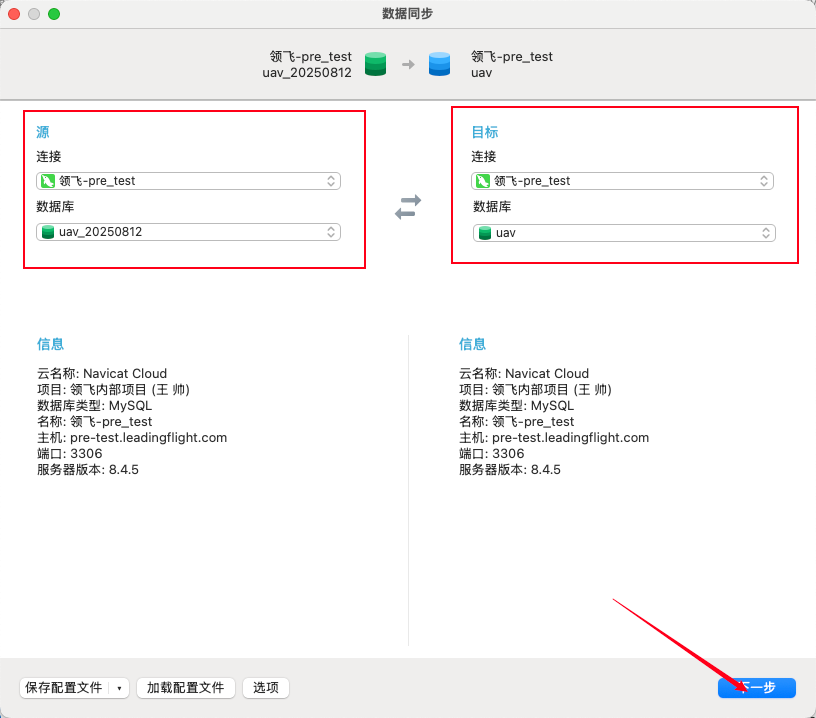 数据同步
领飞-pre_test
uav_20250812
领飞-pre_test
uav
源
连接
领飞-pre_test
数据库
uav_20250812
目标
连接
领飞-pre_test
数据库
uav
信息
云名称: Navicat Cloud
项目: 领飞内部项目 (王 帅)
数据库类型: MySQL
名称: 领飞-pre_test
主机: pre-test.leadingflight.com
端口: 3306
服务器版本: 8.4.5
信息
云名称: Navicat Cloud
项目: 领飞内部项目 (王 帅)
数据库类型: MySQL
名称: 领飞-pre_test
主机: pre-test.leadingflight.com
端口: 3306
服务器版本: 8.4.5
保存配置文件
加载配置文件
选项
下一步